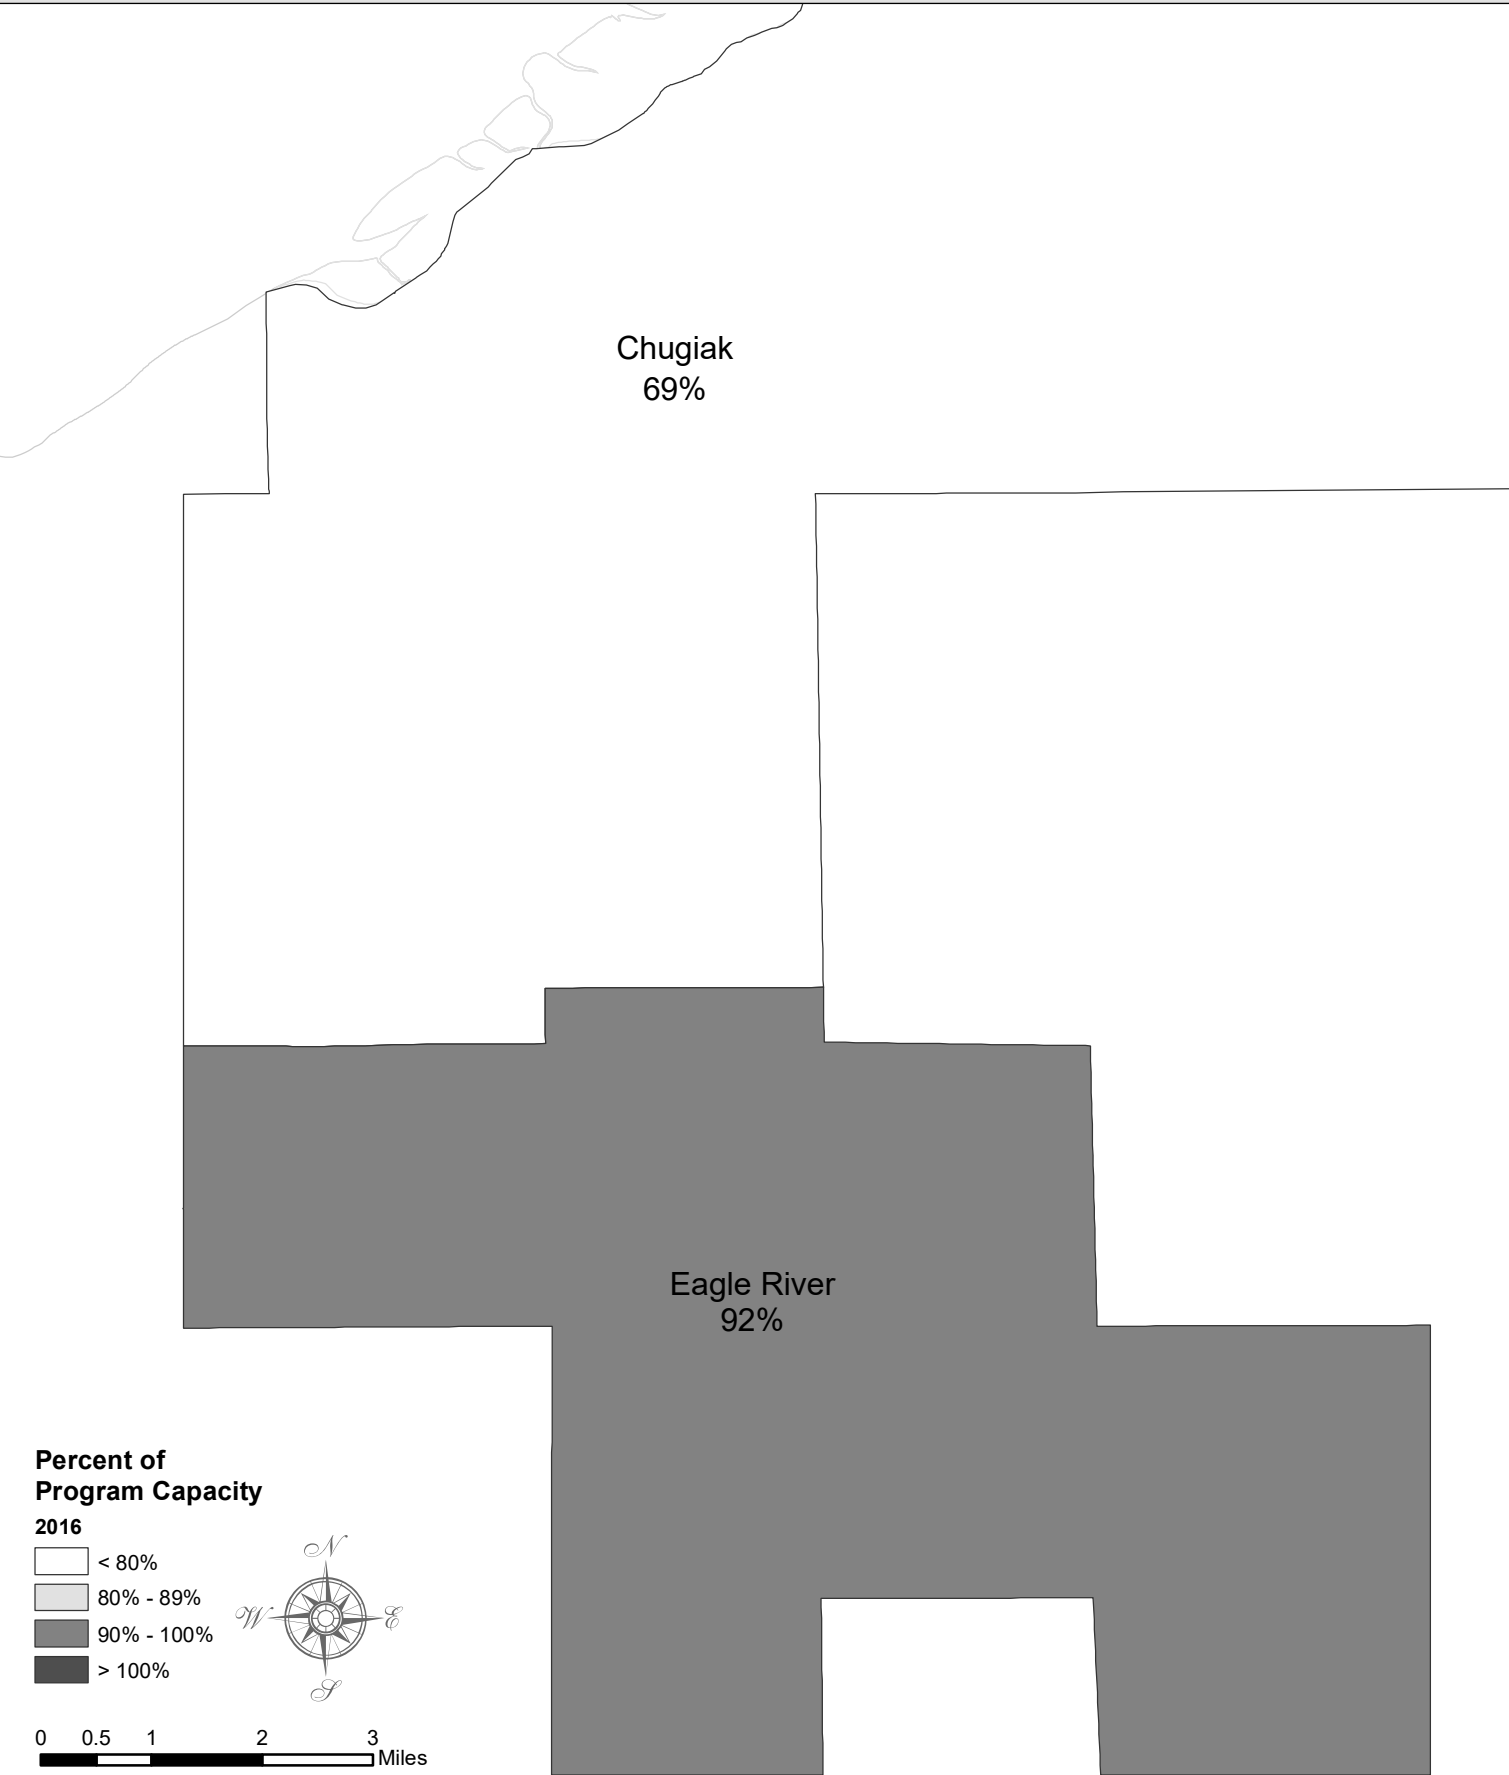 Chugiak
69%
Eagle River
92%
Percent of
Program Capacity
2016
< 80%
80% - 89%
90% - 100%
> 100%
N
W
E
S
0 0.5 1 2 3
Miles